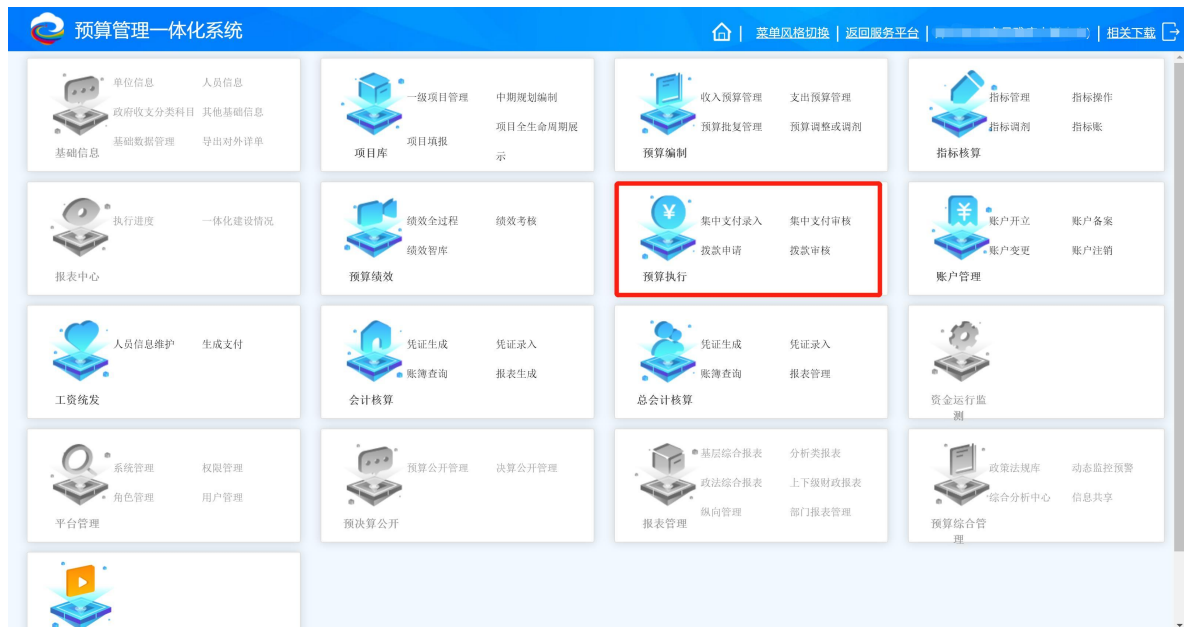 预算管理一体化系统
菜单风格切换 | 返回服务平台 | 相关下载
单位信息 人员信息
政府收支分类科目 其他基础信息
基础数据管理 导出对外详单
基础信息
一级项目管理 中期规划编制
项目填报 项目全生命周期展
示
项目库
收入预算管理 支出预算管理
预算批复管理 预算调整或调剂
预算编制
指标管理 指标操作
指标调剂 指标账
指标核算
执行进度 一体化建设情况
报表中心
绩效全过程 绩效考核
绩效智库
预算绩效
集中支付录入 集中支付审核
拨款申请 拨款审核
预算执行
账户开立 账户备案
账户变更 账户注销
账户管理
人员信息维护 生成支付
工资统发
凭证生成 凭证录入
账簿查询 报表生成
会计核算
凭证生成 凭证录入
账簿查询 报表管理
总会计核算
资金运行监
测
系统管理 权限管理
角色管理 用户管理
平台管理
预算公开管理 决算公开管理
预决算公开
基层综合报表 分析类报表
政法综合报表 上下级财政报表
纵向管理 部门报表管理
报表管理
政策法规库 动态监控预警
综合分析中心 信息共享
预算综合管
理